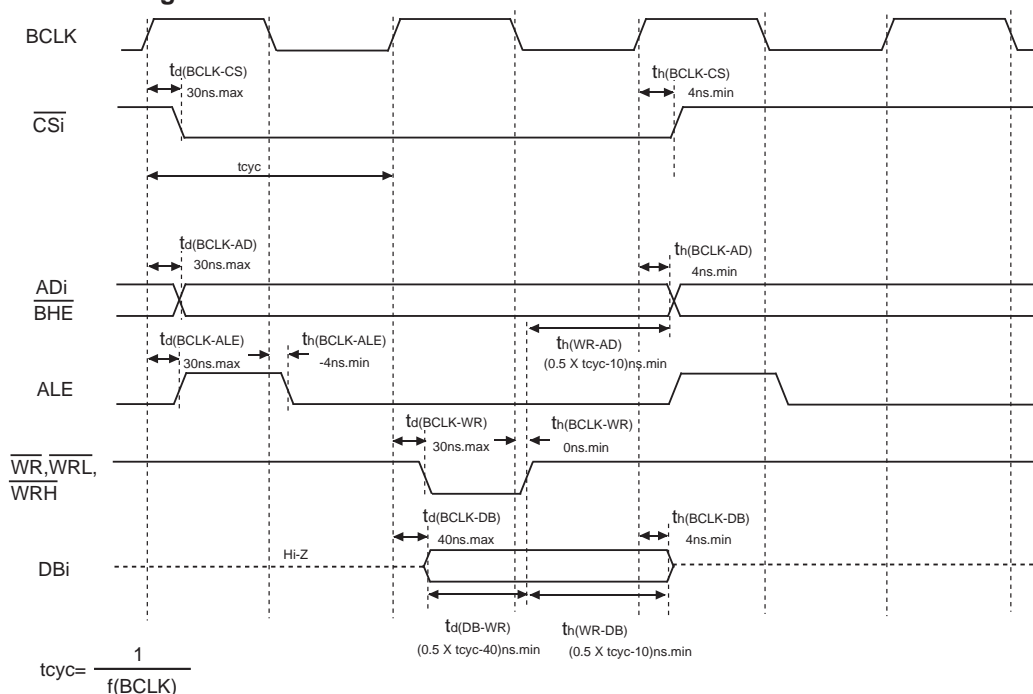 BCLK
td(BCLK-CS)
30ns.max
th(BCLK-CS)
4ns.min
CSi
tcyc
td(BCLK-AD)
30ns.max
th(BCLK-AD)
4ns.min
ADi
BHE
td(BCLK-ALE)
30ns.max
th(BCLK-ALE)
-4ns.min
th(WR-AD)
(0.5 X tcyc-10)ns.min
ALE
td(BCLK-WR)
30ns.max
th(BCLK-WR)
0ns.min
WR,WRL,
WRH
td(BCLK-DB)
40ns.max
th(BCLK-DB)
4ns.min
Hi-Z
DBi
td(DB-WR)
(0.5 X tcyc-40)ns.min
th(WR-DB)
(0.5 X tcyc-10)ns.min
tcyc= 1
f(BCLK)